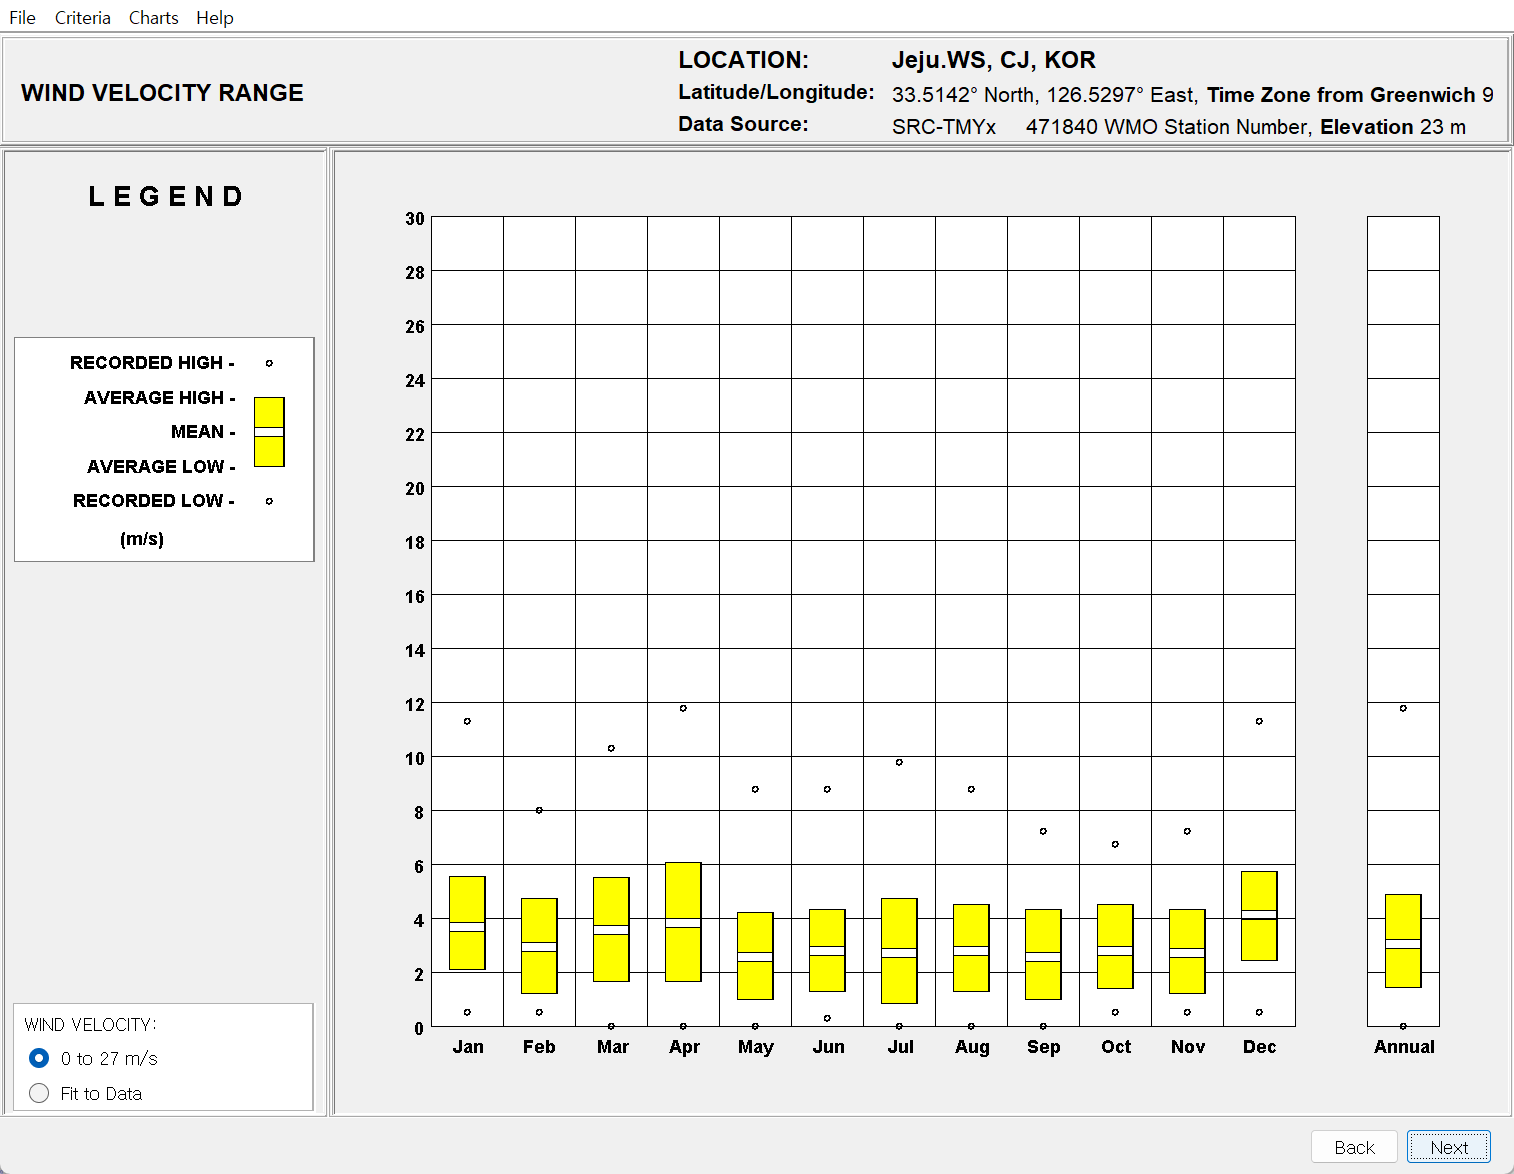 File Criteria Charts Help
WIND VELOCITY RANGE
LOCATION: Jeju.WS, CJ, KOR
Latitude/Longitude: 33.5142° North, 126.5297° East, Time Zone from Greenwich 9
Data Source: SRC-TMYx 471840 WMO Station Number, Elevation 23 m
LEGEND
RECORDED HIGH -
AVERAGE HIGH -
MEAN -
AVERAGE LOW -
RECORDED LOW -
(m/s)
WIND VELOCITY:
0 to 27 m/s
Fit to Data
30
28
26
24
22
20
18
16
14
12
10
8
6
4
2
0
Jan Feb Mar Apr May Jun Jul Aug Sep Oct Nov Dec Annual
Back Next